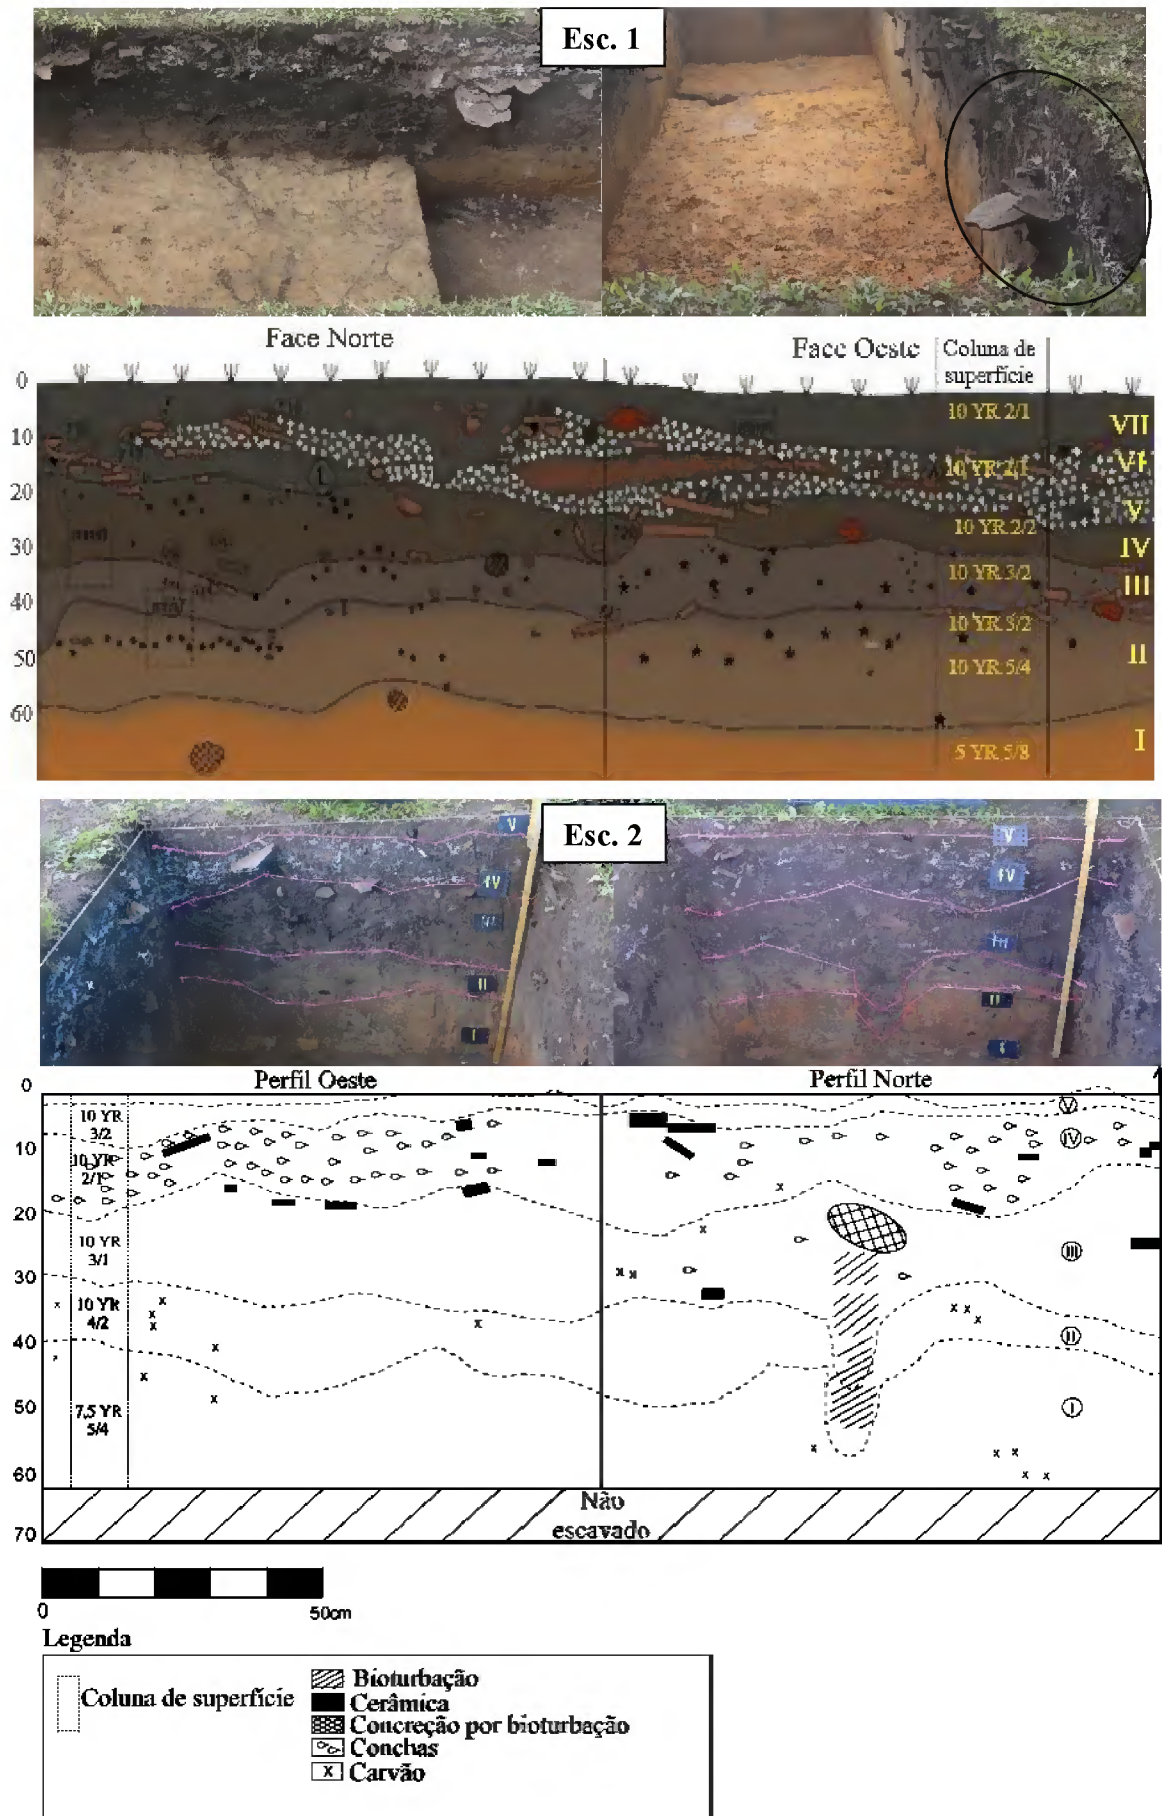 Esc. 1
Face Norte
Face Oeste
Coluna de
superfície
0
10
20
30
40
50
60
10 YR 2/1
10 YR 2/1
10 YR 2/2
10 YR 3/2
10 YR 3/2
10 YR 5/4
5 YR 5/8
VII
VI
V
IV
III
II
I
Esc. 2
V
IV
III
II
I
V
IV
III
II
I
Perfil Oeste
Perfil Norte
0
10
20
30
40
50
60
70
10 YR
3/2
10 YR
2/1
10 YR
3/1
10 YR
4/2
7,5 YR
5/4
V
IV
III
II
I
Não
escavado
0
50cm
Legenda
Coluna de superfície
Bioturbação
Cerâmica
Concreção por bioturbação
Conchas
x Carvão